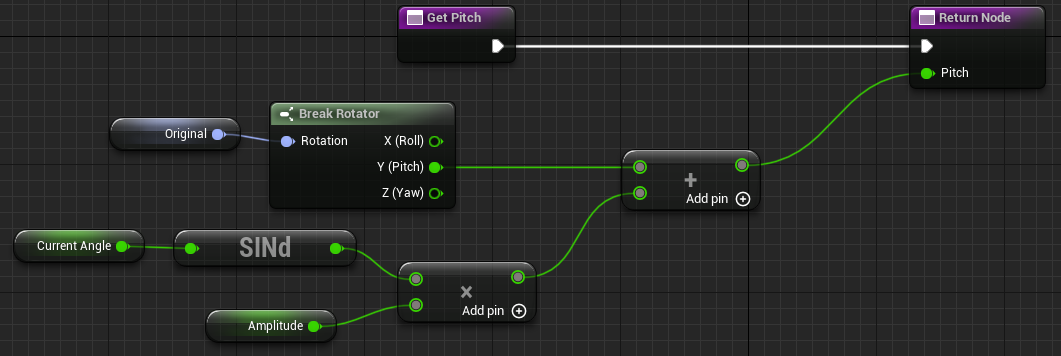 Get Pitch
Return Node
Pitch
Break Rotator
Original
Rotation
X (Roll)
Y (Pitch)
Z (Yaw)
+
Add pin
Current Angle
SINd
×
Add pin
Amplitude